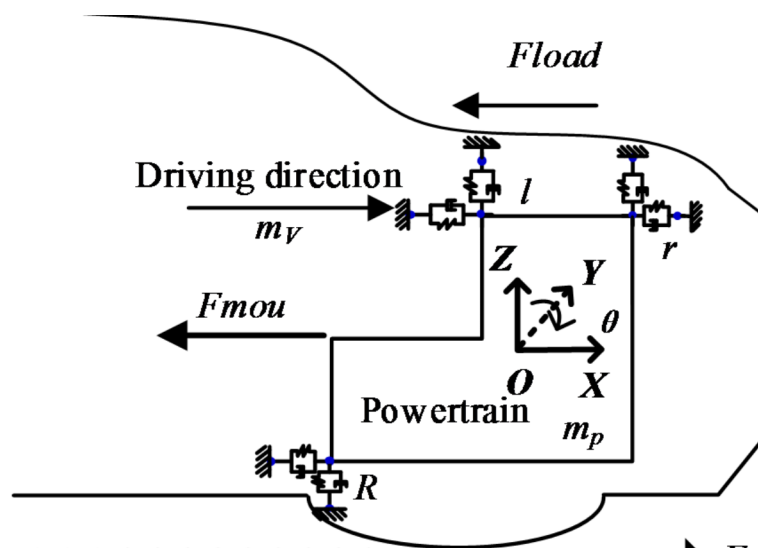 Fload
Driving direction
m_V
l
r
Z
Y
Fmou
θ
O
X
Powertrain
m_p
R